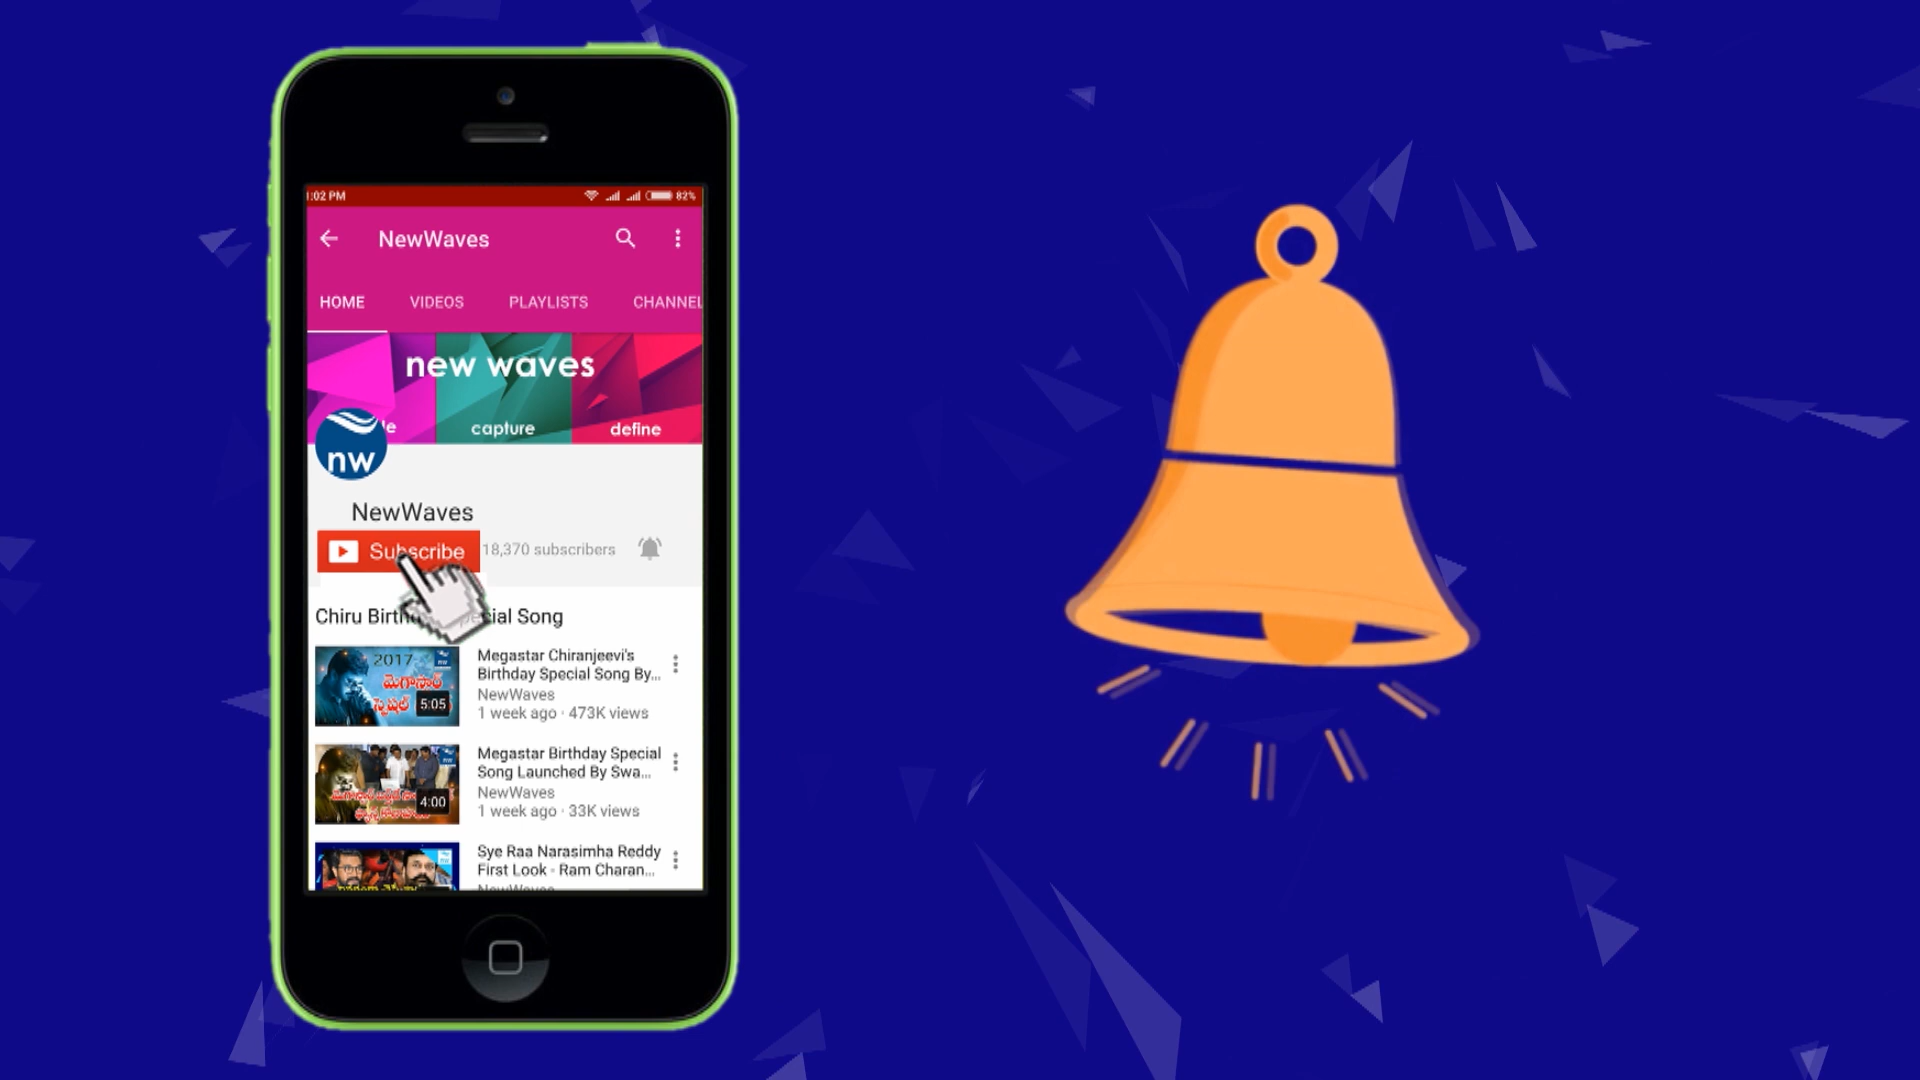 1:02 PM
82%
NewWaves
HOME VIDEOS PLAYLISTS CHANNEL
new waves
capture define
nw
NewWaves
Subscribe 18,370 subscribers
Chiru Song
2017
మెగాస్టార్
స్పెషల్
5:05
Megastar Chiranjeevi's
Birthday Special Song By...
NewWaves
1 week ago · 473K views
4:00
Megastar Birthday Special
Song Launched By Swa...
NewWaves
1 week ago · 33K views
Sye Raa Narasimha Reddy
First Look - Ram Charan...
NewWaves